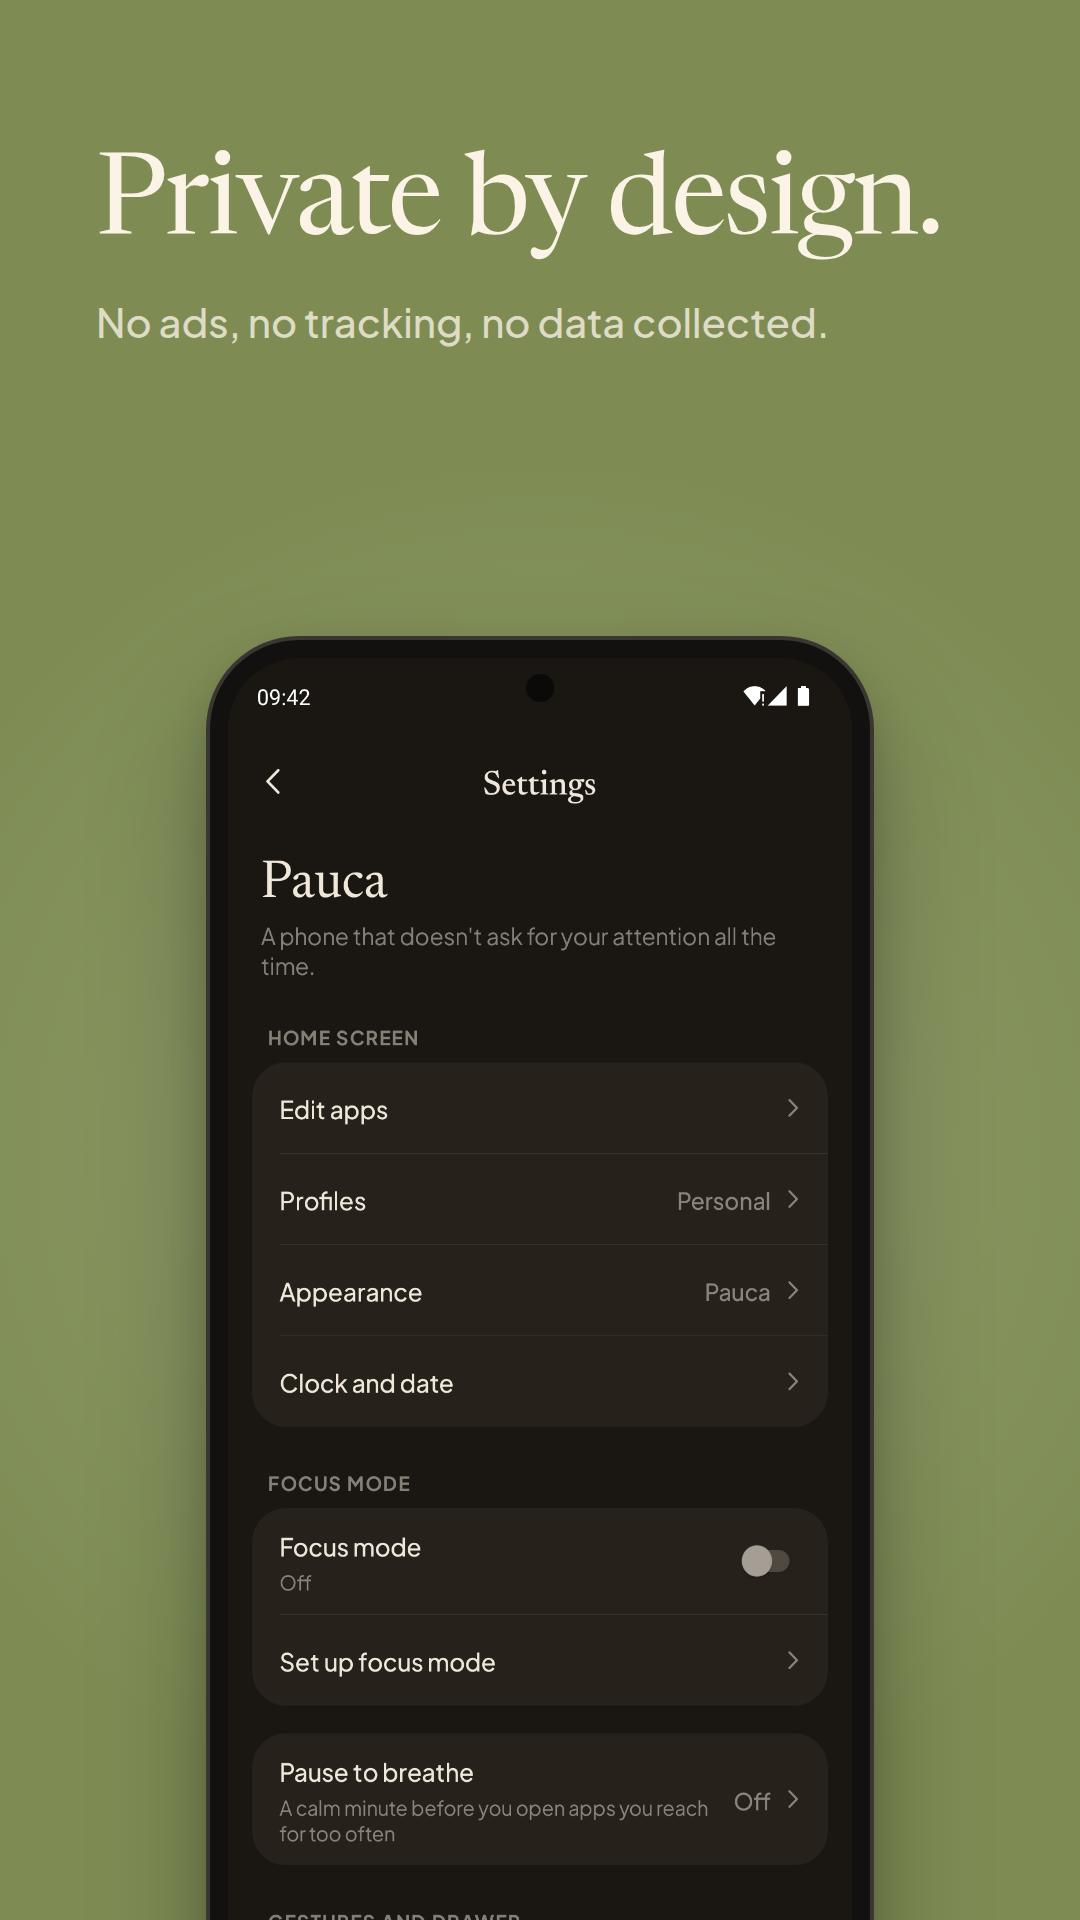 Private by design.
No ads, no tracking, no data collected.
09:42
Settings
Pauca
A phone that doesn't ask for your attention all the
time.
HOME SCREEN
Edit apps
Profiles Personal
Appearance Pauca
Clock and date
FOCUS MODE
Focus mode
Off
Set up focus mode
Pause to breathe
A calm minute before you open apps you reach
for too often
Off
GESTURES AND DRAWER